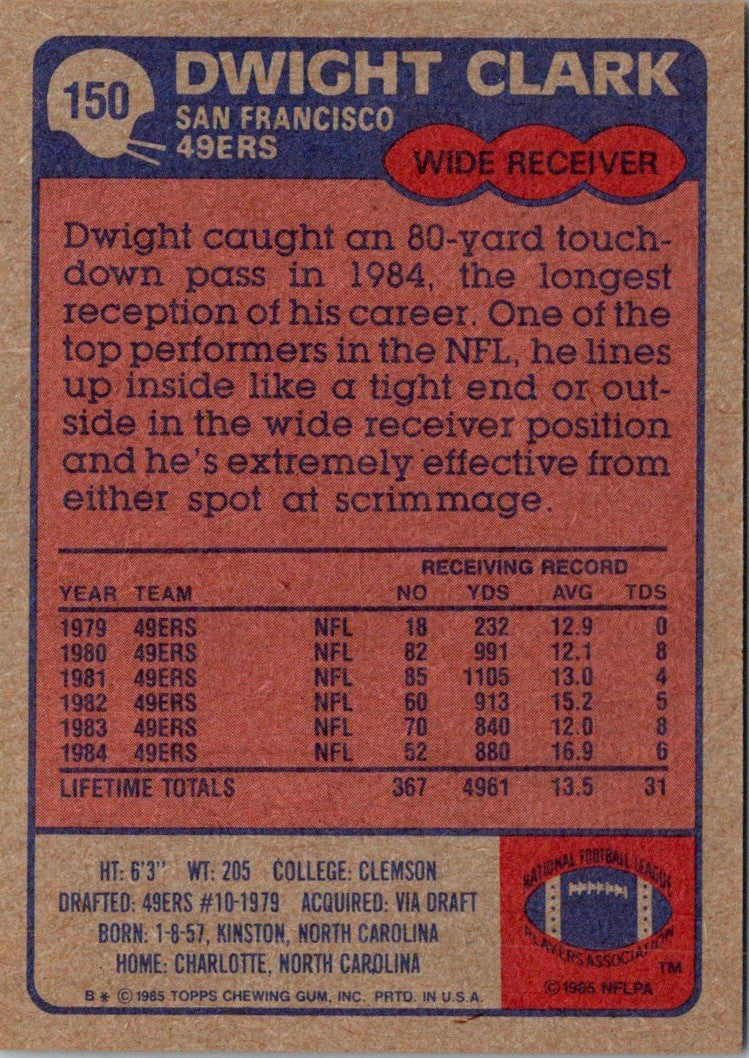 150
DWIGHT CLARK
SAN FRANCISCO
49ERS
WIDE RECEIVER
Dwight caught an 80-yard touch-
down pass in 1984, the longest
reception of his career. One of the
top performers in the NFL, he lines
up inside like a tight end or out-
side in the wide receiver position
and he's extremely effective from
either spot at scrimmage.
RECEIVING RECORD
YEAR TEAM NO YDS AVG TDS
1979 49ERS NFL 18 232 12.9 0
1980 49ERS NFL 82 991 12.1 8
1981 49ERS NFL 85 1105 13.0 4
1982 49ERS NFL 60 913 15.2 5
1983 49ERS NFL 70 840 12.0 8
1984 49ERS NFL 52 880 16.9 6
LIFETIME TOTALS 367 4961 13.5 31
HT: 6'3" WT: 205 COLLEGE: CLEMSON
DRAFTED: 49ERS #10-1979 ACQUIRED: VIA DRAFT
BORN: 1-8-57, KINSTON, NORTH CAROLINA
HOME: CHARLOTTE, NORTH CAROLINA
B * © 1985 TOPPS CHEWING GUM, INC. PRTD. IN U.S.A.
NATIONAL FOOTBALL LEAGUE
PLAYERS ASSOCIATION
TM
© 1985 NFLPA